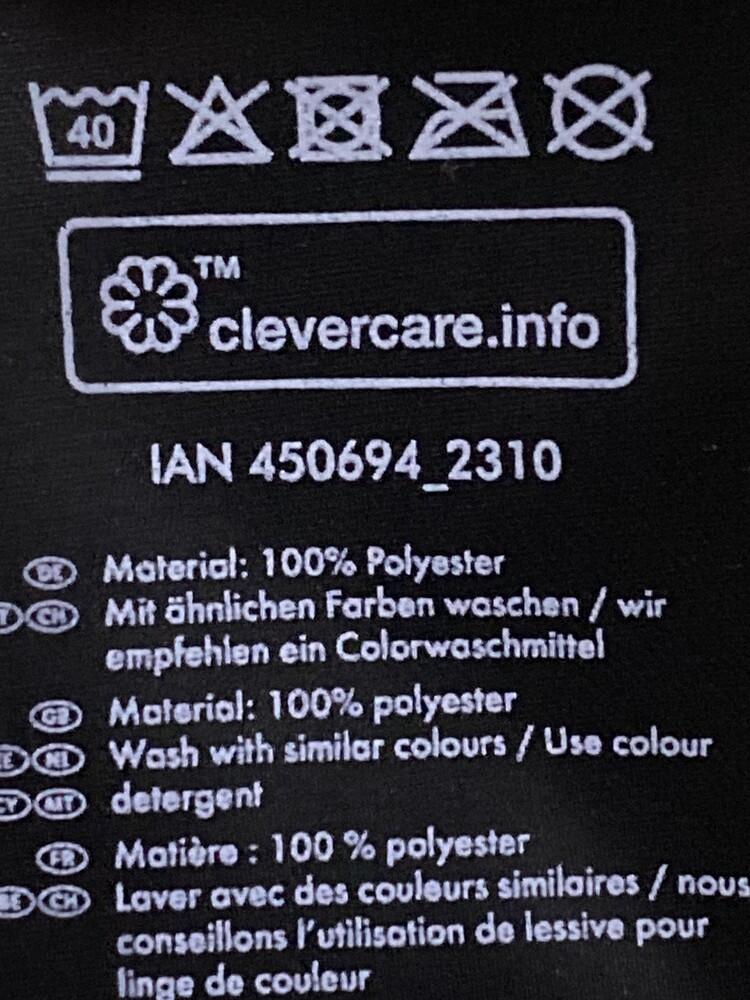 40
TM
clevercare.info
IAN 450694_2310
DE Material: 100% Polyester
CH Mit ähnlichen Farben waschen / wir
empfehlen ein Colorwaschmittel
GB Material: 100% polyester
NI Wash with similar colours / Use colour
MT detergent
FR Matière : 100 % polyester
BE CH Laver avec des couleurs similaires / nous
conseillons l'utilisation de lessive pour
linge de couleur